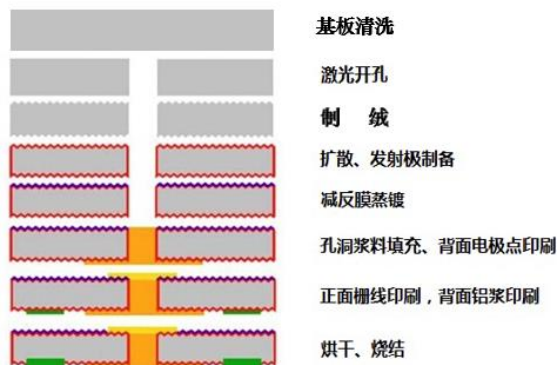 基板清洗
激光开孔
制 绒
扩散、发射极制备
减反膜蒸镀
孔洞浆料填充、背面电极点印刷
正面栅线印刷，背面铝浆印刷
烘干、烧结